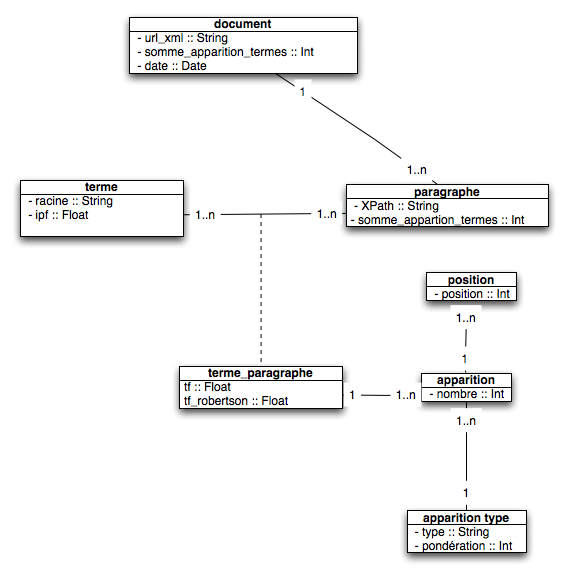 document
- url_xml :: String
- somme_apparition_termes :: Int
- date :: Date
1
1..n
terme
- racine :: String
- ipf :: Float
1..n
1..n
paragraphe
- XPath :: String
- somme_appartion_termes :: Int
position
- position :: Int
1..n
1
terme_paragraphe
tf :: Float
tf_robertson :: Float
1
1..n
apparition
- nombre :: Int
1..n
1
apparition type
- type :: String
- pondération :: Int